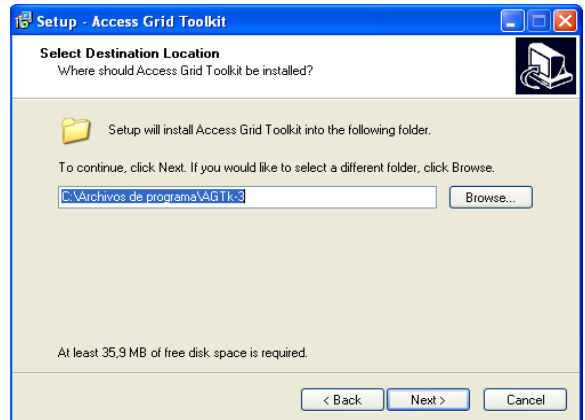 Setup - Access Grid Toolkit
Select Destination Location
Where should Access Grid Toolkit be installed?
Setup will install Access Grid Toolkit into the following folder.
To continue, click Next. If you would like to select a different folder, click Browse.
C:\Archivos de programa\AGTk-3
Browse...
At least 35,9 MB of free disk space is required.
< Back
Next >
Cancel